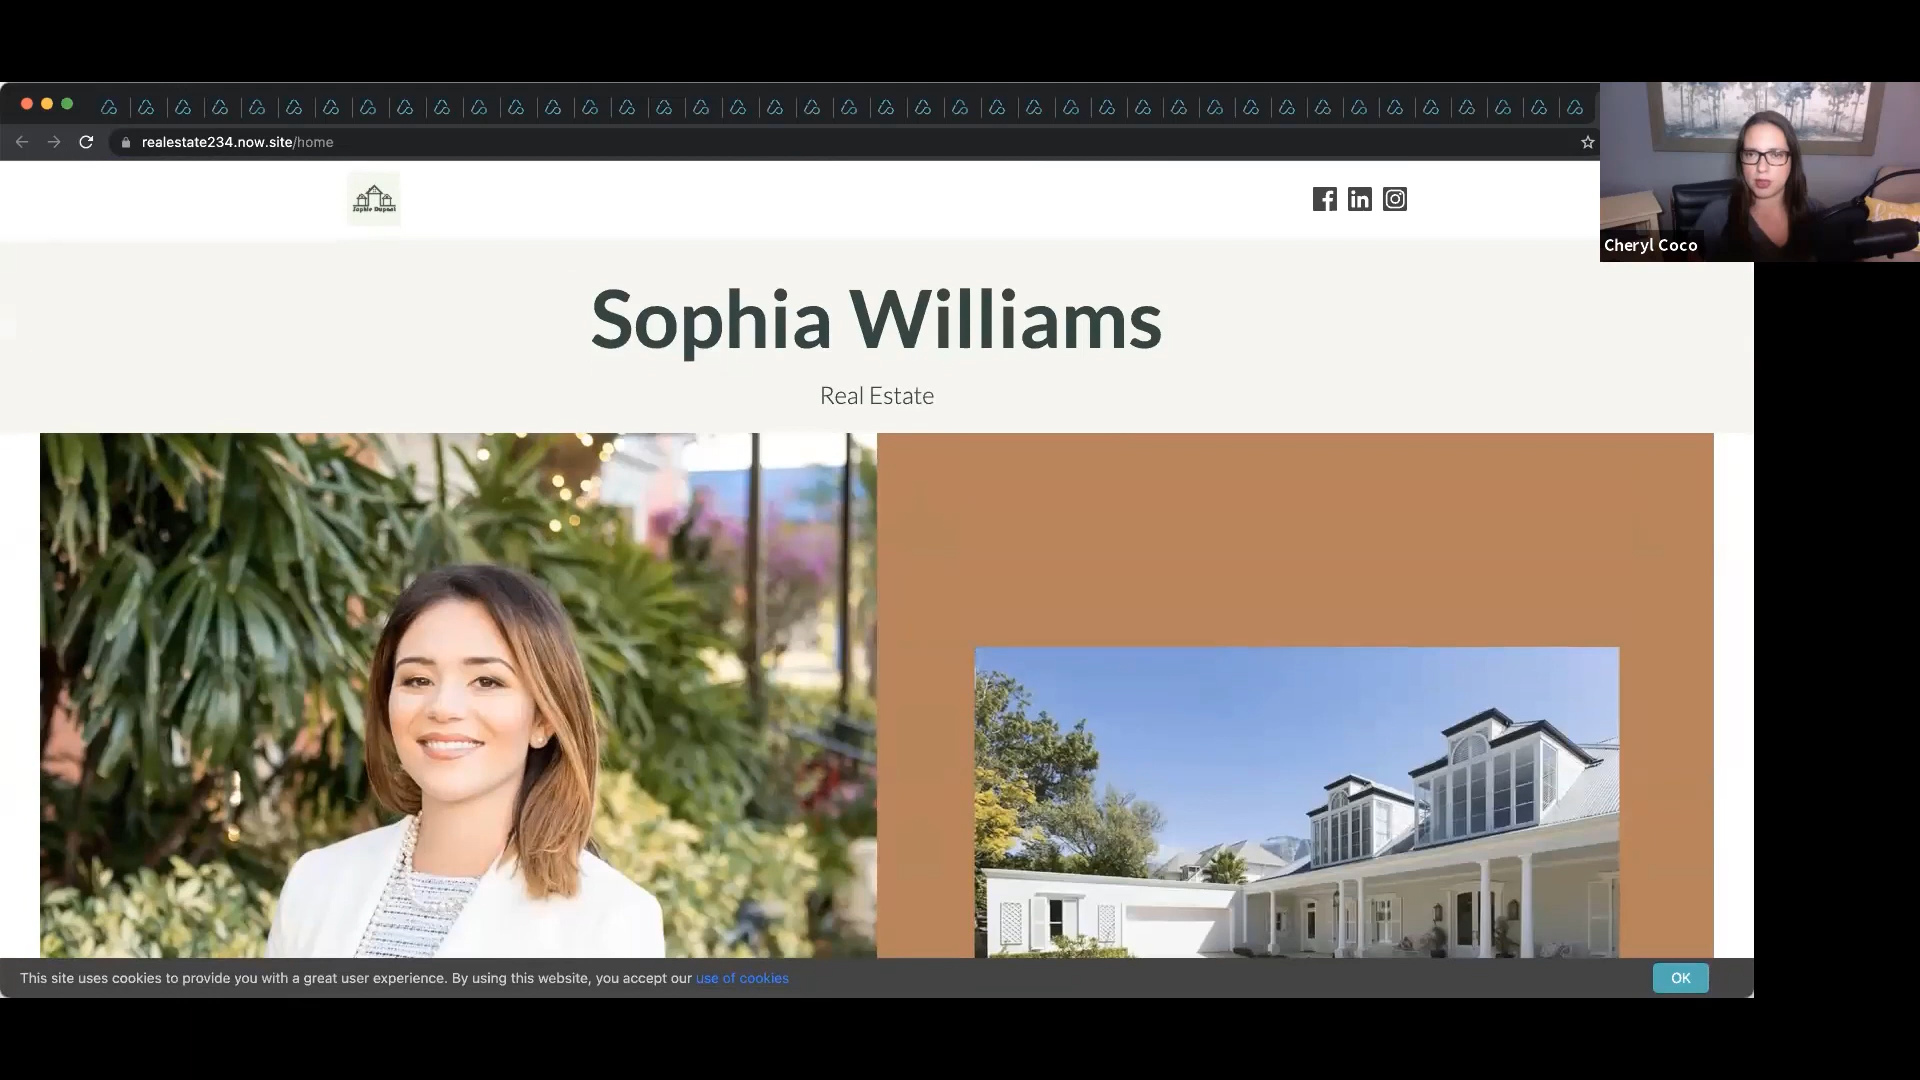 realestate234.now.site/home
Cheryl Coco
Sophia Williams
Real Estate
This site uses cookies to provide you with a great user experience. By using this website, you accept our use of cookies
OK